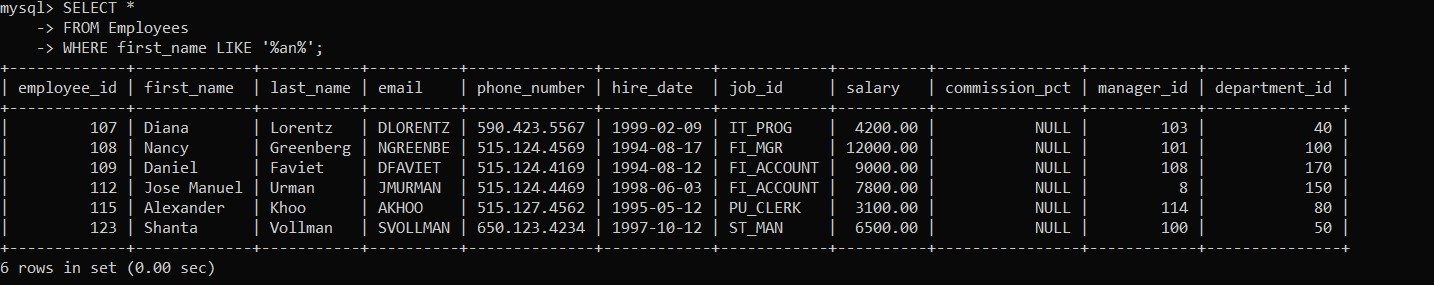 mysql> SELECT *
    -> FROM Employees
    -> WHERE first_name LIKE '%an%';
+-------------+-------------+-----------+----------+--------------+------------+------------+----------+----------------+------------+---------------+
| employee_id | first_name  | last_name | email    | phone_number | hire_date  | job_id     | salary   | commission_pct | manager_id | department_id |
+-------------+-------------+-----------+----------+--------------+------------+------------+----------+----------------+------------+---------------+
|         107 | Diana       | Lorentz   | DLORENTZ | 590.423.5567 | 1999-02-09 | IT_PROG    |  4200.00 |           NULL |        103 |            40 |
|         108 | Nancy       | Greenberg | NGREENBE | 515.124.4569 | 1994-08-17 | FI_MGR     | 12000.00 |           NULL |        101 |           100 |
|         109 | Daniel      | Faviet    | DFAVIET  | 515.124.4169 | 1994-08-12 | FI_ACCOUNT |  9000.00 |           NULL |        108 |           170 |
|         112 | Jose Manuel | Urman     | JMURMAN  | 515.124.4469 | 1998-06-03 | FI_ACCOUNT |  7800.00 |           NULL |          8 |           150 |
|         115 | Alexander   | Khoo      | AKHOO    | 515.127.4562 | 1995-05-12 | PU_CLERK   |  3100.00 |           NULL |        114 |            80 |
|         123 | Shanta      | Vollman   | SVOLLMAN | 650.123.4234 | 1997-10-12 | ST_MAN     |  6500.00 |           NULL |        100 |            50 |
+-------------+-------------+-----------+----------+--------------+------------+------------+----------+----------------+------------+---------------+
6 rows in set (0.00 sec)